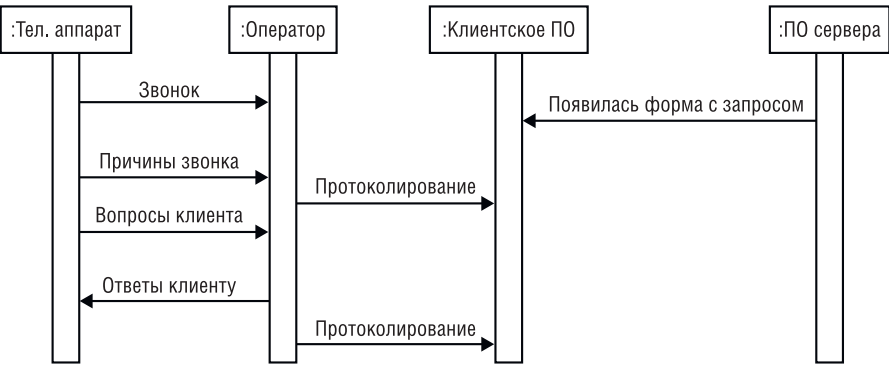 :Тел. аппарат
:Оператор
:Клиентское ПО
:ПО сервера
Звонок
Появилась форма с запросом
Причины звонка
Протоколирование
Вопросы клиента
Ответы клиенту
Протоколирование